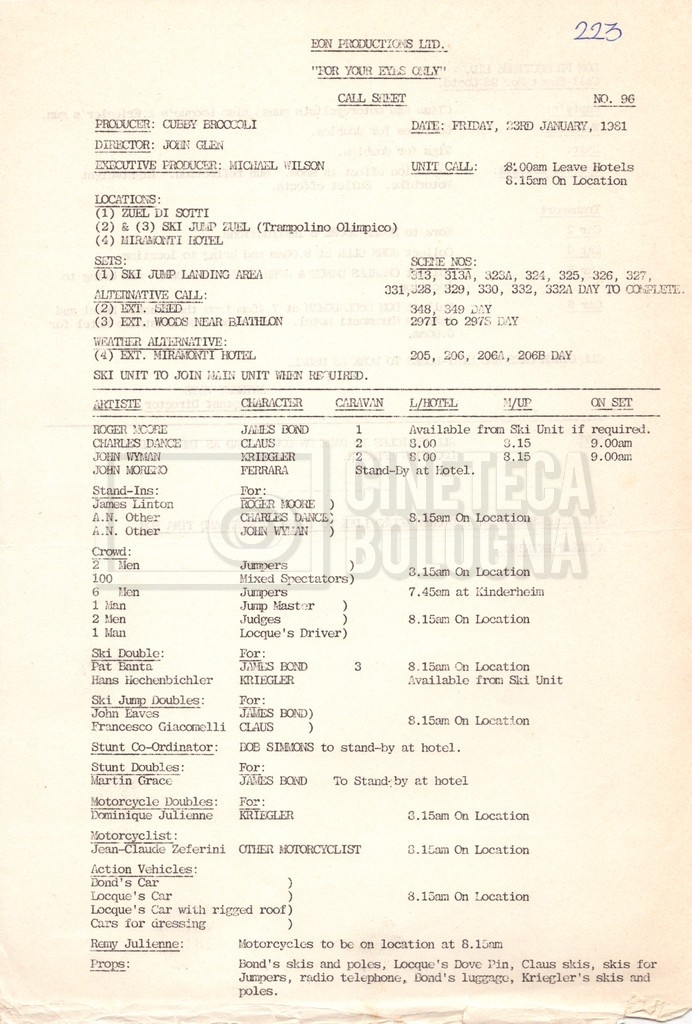 223
EON PRODUCTIONS LTD.
"FOR YOUR EYES ONLY"
CALL SHEET NO. 96
PRODUCER: CUBBY BROCCOLI DATE: FRIDAY, 23RD JANUARY, 1981
DIRECTOR: JOHN GLEN
EXECUTIVE PRODUCER: MICHAEL WILSON UNIT CALL: 8.00am Leave Hotels
8.15am On Location
LOCATIONS:
(1) ZUEL DI SOTTI
(2) & (3) SKI JUMP ZUEL (Trampolino Olimpico)
(4) MIRAMONTI HOTEL
SETS: SCENE NOS:
(1) SKI JUMP LANDING AREA 313, 313A, 323A, 324, 325, 326, 327,
331,328, 329, 330, 332, 332A DAY TO COMPLETE.
ALTERNATIVE CALL:
(2) EXT. SHED 348, 349 DAY
(3) EXT. WOODS NEAR BIATHLON 297I to 297S DAY
WEATHER ALTERNATIVE:
(4) EXT. MIRAMONTI HOTEL 205, 206, 206A, 206B DAY
SKI UNIT TO JOIN MAIN UNIT WHEN REQUIRED.
ARTISTE CHARACTER CARAVAN L/HOTEL M/UP ON SET
ROGER MOORE JAMES BOND 1 Available from Ski Unit if required.
CHARLES DANCE CLAUS 2 8.00 8.15 9.00am
JOHN WYMAN KRIEGLER 2 8.00 8.15 9.00am
JOHN MORENO FERRARA Stand-By at Hotel.
Stand-Ins: For:
James Linton ROGER MOORE )
A.N. Other CHARLES DANCE) 8.15am On Location
A.N. Other JOHN WYMAN )
Crowd:
2 Men Jumpers )
100 Mixed Spectators) 8.15am On Location
6 Men Jumpers 7.45am at Kinderheim
1 Man Jump Master )
2 Men Judges ) 8.15am On Location
1 Man Locque's Driver)
Ski Double: For:
Pat Banta JAMES BOND 3 8.15am On Location
Hans Hechenbichler KRIEGLER Available from Ski Unit
Ski Jump Doubles: For:
John Eaves JAMES BOND)
Francesco Giacomelli CLAUS ) 8.15am On Location
Stunt Co-Ordinator: BOB SIMMONS to stand-by at hotel.
Stunt Doubles: For:
Martin Grace JAMES BOND To Stand-by at hotel
Motorcycle Doubles: For:
Dominique Julienne KRIEGLER 8.15am On Location
Motorcyclist:
Jean-Claude Zeferini OTHER MOTORCYCLIST 8.15am On Location
Action Vehicles:
Bond's Car )
Locque's Car ) 8.15am On Location
Locque's Car with rigged roof)
Cars for dressing )
Remy Julienne: Motorcycles to be on location at 8.15am
Props: Bond's skis and poles, Locque's Dove Pin, Claus skis, skis for
Jumpers, radio telephone, Bond's luggage, Kriegler's skis and
poles.
CINETECA
BOLOGNA